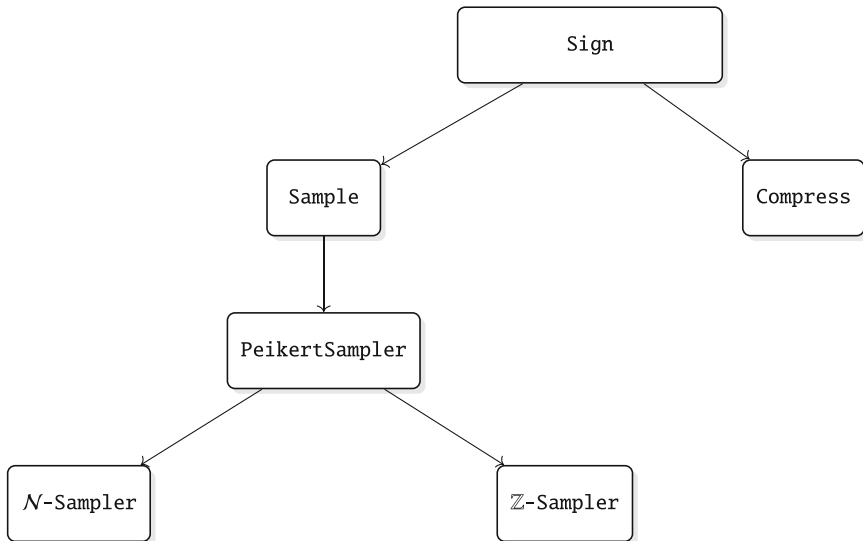 Sign
Sample
Compress
PeikertSampler
𝒩-Sampler
ℤ-Sampler